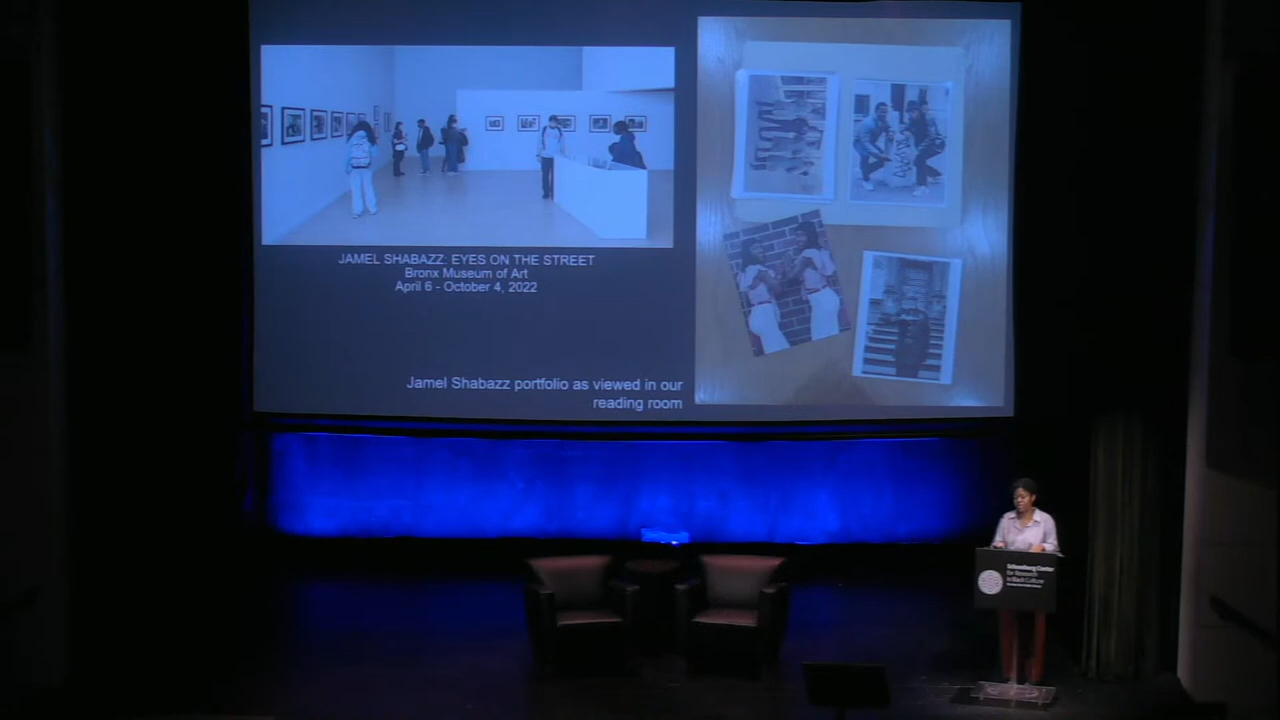 JAMEL SHABAZZ: EYES ON THE STREET
Bronx Museum of Art
April 6 - October 4, 2022
Jamel Shabazz portfolio as viewed in our
reading room
Schomburg Center
for Research
in Black Culture